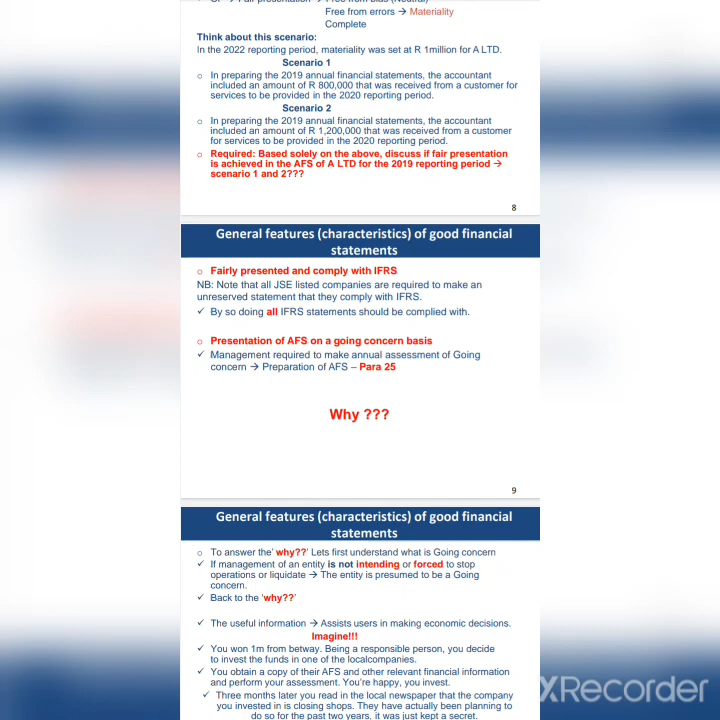 Free from errors → Materiality
Complete
Think about this scenario:
In the 2022 reporting period, materiality was set at R 1million for A LTD.
Scenario 1
o In preparing the 2019 annual financial statements, the accountant
included an amount of R 800,000 that was received from a customer for
services to be provided in the 2020 reporting period.
Scenario 2
o In preparing the 2019 annual financial statements, the accountant
included an amount of R 1,200,000 that was received from a customer
for services to be provided in the 2020 reporting period.
o Required: Based solely on the above, discuss if fair presentation
is achieved in the AFS of A LTD for the 2019 reporting period →
scenario 1 and 2???
8
General features (characteristics) of good financial
statements
o Fairly presented and comply with IFRS
NB: Note that all JSE listed companies are required to make an
unreserved statement that they comply with IFRS.
✓ By so doing all IFRS statements should be complied with.
o Presentation of AFS on a going concern basis
✓ Management required to make annual assessment of Going
concern → Preparation of AFS – Para 25
Why ???
9
General features (characteristics) of good financial
statements
o To answer the‘ why??’ Lets first understand what is Going concern
✓ If management of an entity is not intending or forced to stop
operations or liquidate → The entity is presumed to be a Going
concern.
✓ Back to the ‘why??’
✓ The useful information → Assists users in making economic decisions.
Imagine!!!
✓ You won 1m from betway. Being a responsible person, you decide
to invest the funds in one of the localcompanies.
✓ You obtain a copy of their AFS and other relevant financial information
and perform your assessment. You’re happy, you invest.
✓ Three months later you read in the local newspaper that the company
you invested in is closing shops. They have actually been planning to
do so for the past two years, it was just kept a secret.
XRecorder